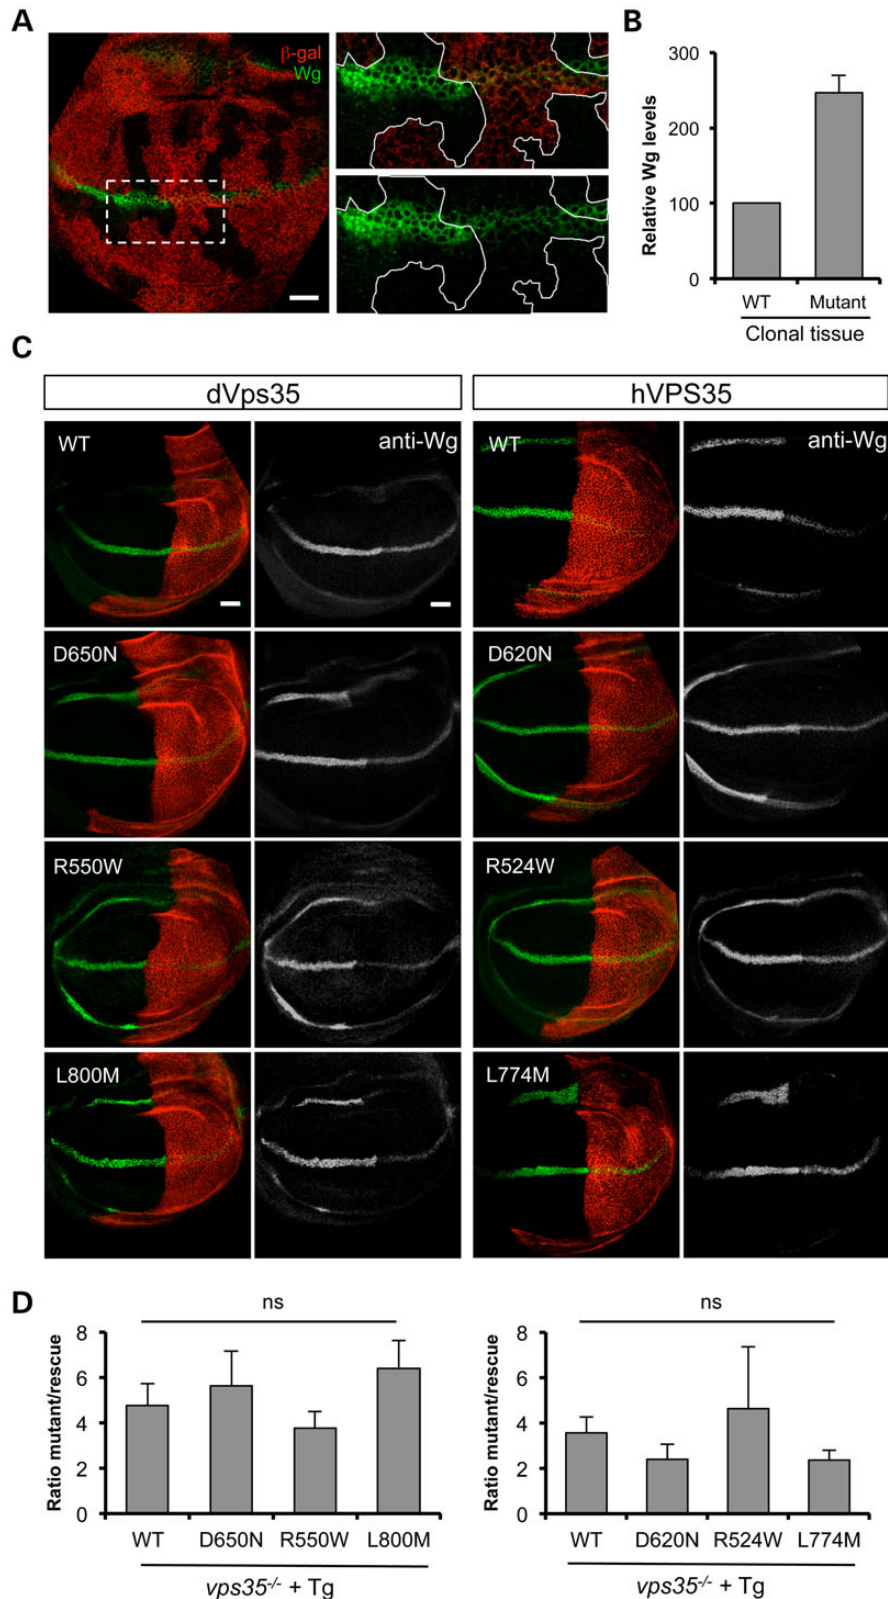 A
β-gal
Wg
B
Relative Wg levels
300
200
100
0
WT Mutant
Clonal tissue
C
dVps35 hVPS35
WT anti-Wg WT anti-Wg
D650N D620N
R550W R524W
L800M L774M
D
ns
Ratio mutant/rescue
8
6
4
2
0
WT D650N R550W L800M
vps35-/- + Tg
ns
Ratio mutant/rescue
8
6
4
2
0
WT D620N R524W L774M
vps35-/- + Tg